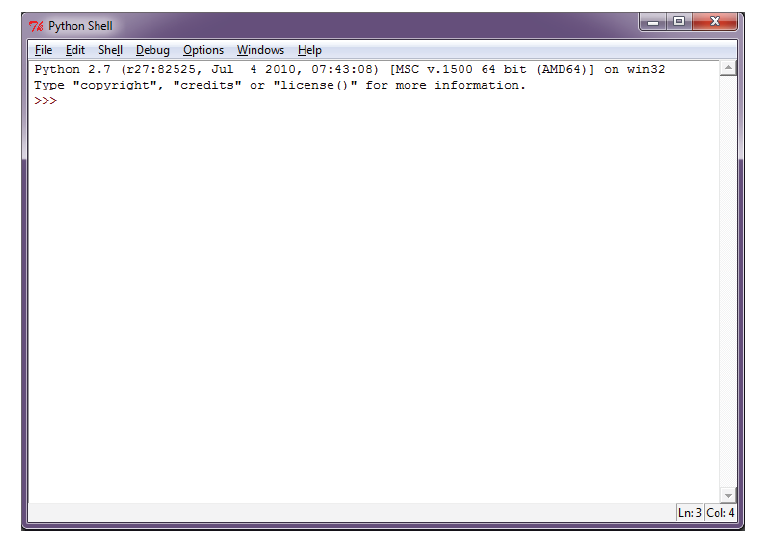 Python Shell
File Edit Shell Debug Options Windows Help
Python 2.7 (r27:82525, Jul  4 2010, 07:43:08) [MSC v.1500 64 bit (AMD64)] on win32
Type "copyright", "credits" or "license()" for more information.
>>>
Ln: 3 Col: 4